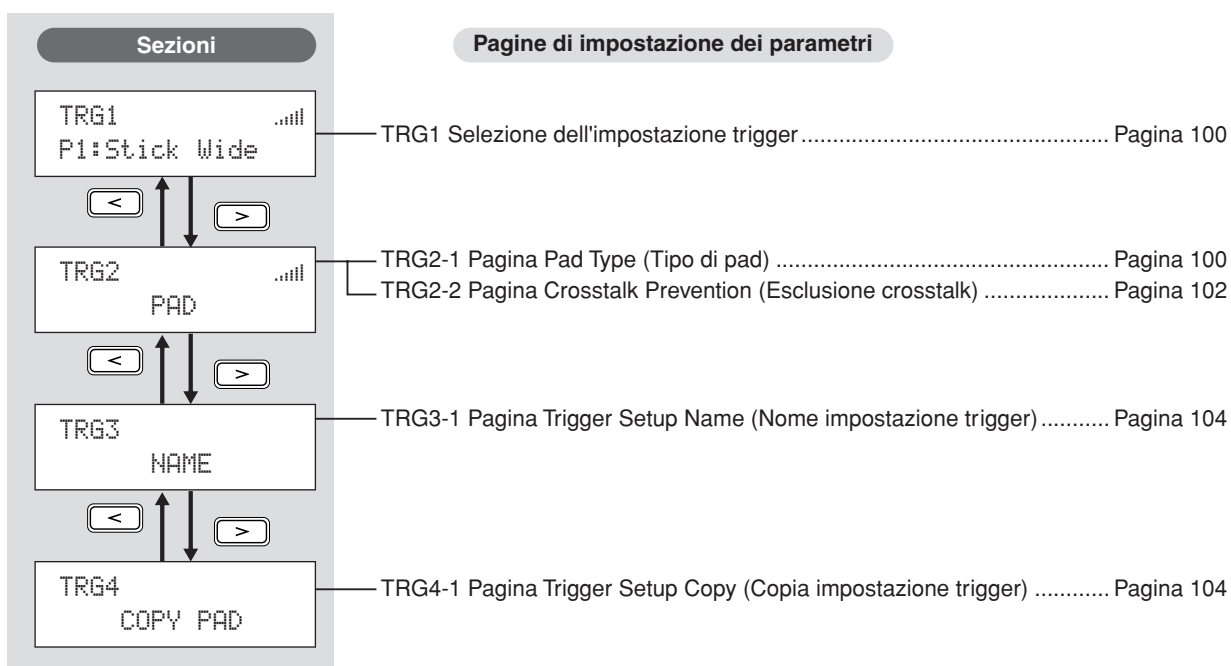 Sezioni
Pagine di impostazione dei parametri
TRG1
P1:Stick Wide
TRG1 Selezione dell'impostazione trigger............................................. Pagina 100
<
>
TRG2
PAD
TRG2-1 Pagina Pad Type (Tipo di pad) ................................................. Pagina 100
TRG2-2 Pagina Crosstalk Prevention (Esclusione crosstalk) ................... Pagina 102
<
>
TRG3
NAME
TRG3-1 Pagina Trigger Setup Name (Nome impostazione trigger)........... Pagina 104
<
>
TRG4
COPY PAD
TRG4-1 Pagina Trigger Setup Copy (Copia impostazione trigger) ............ Pagina 104